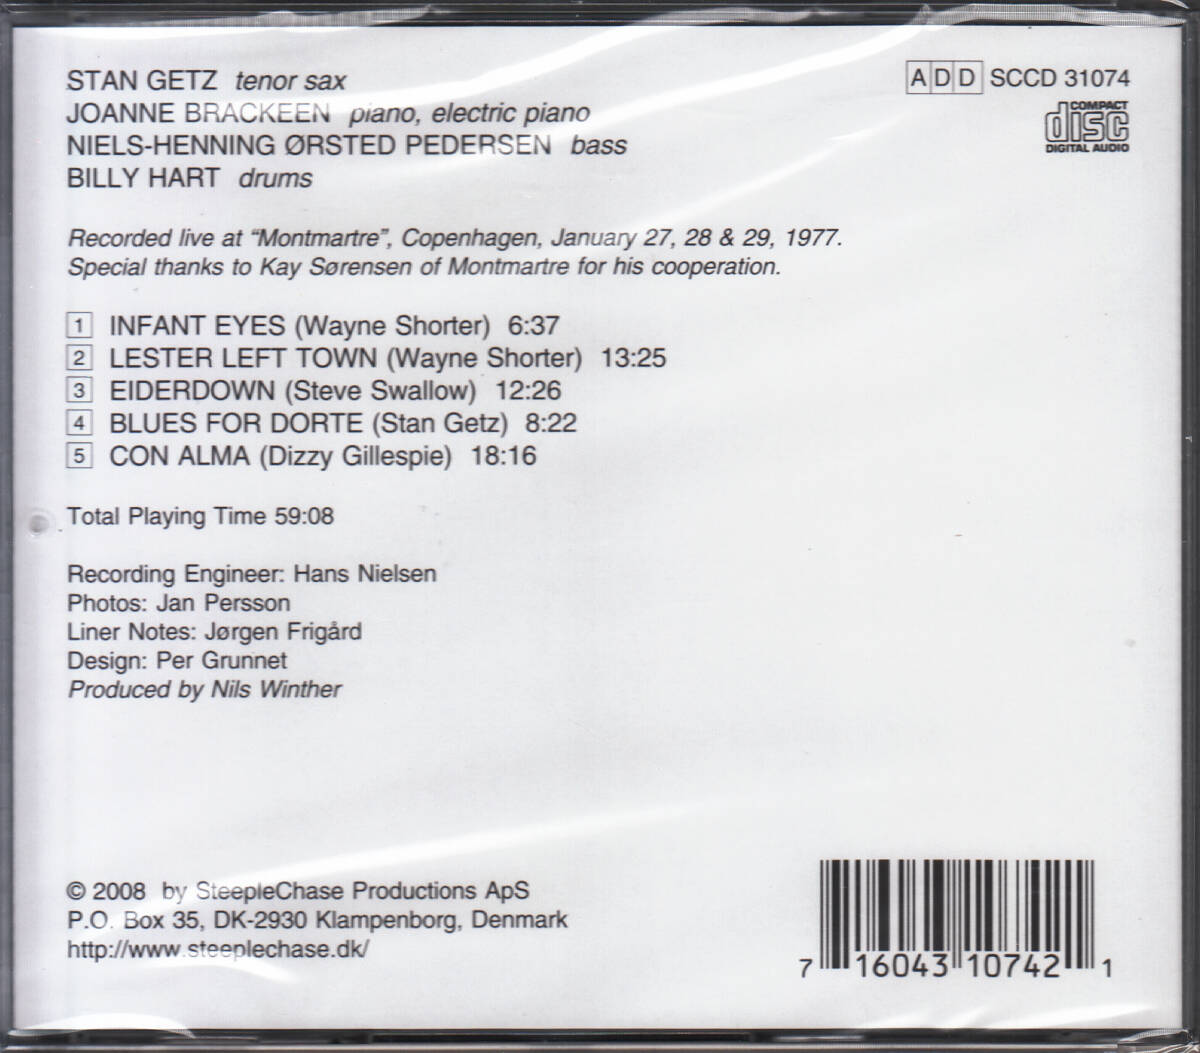 STAN GETZ tenor sax
JOANNE BRACKEEN piano, electric piano
NIELS-HENNING ØRSTED PEDERSEN bass
BILLY HART drums
ADD SCCD 31074
COMPACT
disc
DIGITAL AUDIO
Recorded live at “Montmartre”, Copenhagen, January 27, 28 & 29, 1977.
Special thanks to Kay Sørensen of Montmartre for his cooperation.
1 INFANT EYES (Wayne Shorter) 6:37
2 LESTER LEFT TOWN (Wayne Shorter) 13:25
3 EIDERDOWN (Steve Swallow) 12:26
4 BLUES FOR DORTE (Stan Getz) 8:22
5 CON ALMA (Dizzy Gillespie) 18:16
Total Playing Time 59:08
Recording Engineer: Hans Nielsen
Photos: Jan Persson
Liner Notes: Jørgen Frigård
Design: Per Grunnet
Produced by Nils Winther
© 2008 by SteepleChase Productions ApS
P.O. Box 35, DK-2930 Klampenborg, Denmark
http://www.steeplechase.dk/
7 16043 10742 1